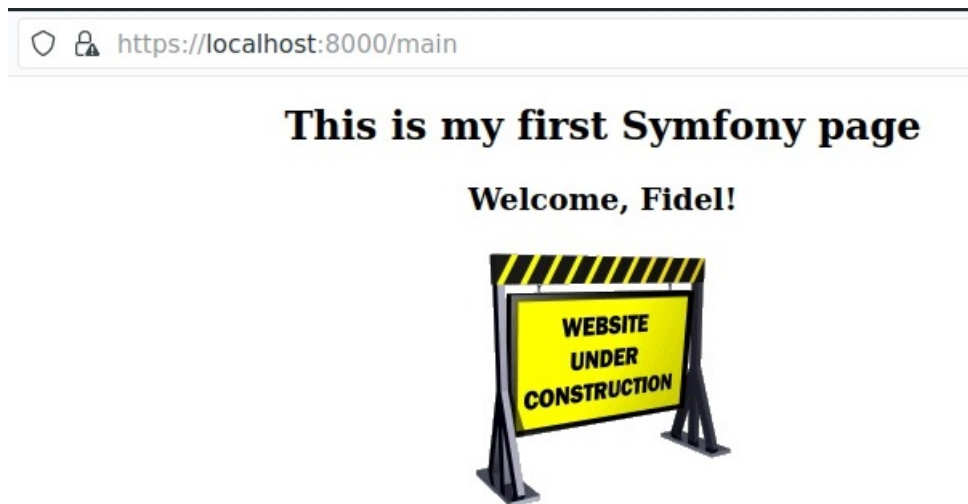 https://localhost:8000/main
This is my first Symfony page
Welcome, Fidel!
WEBSITE
UNDER
CONSTRUCTION